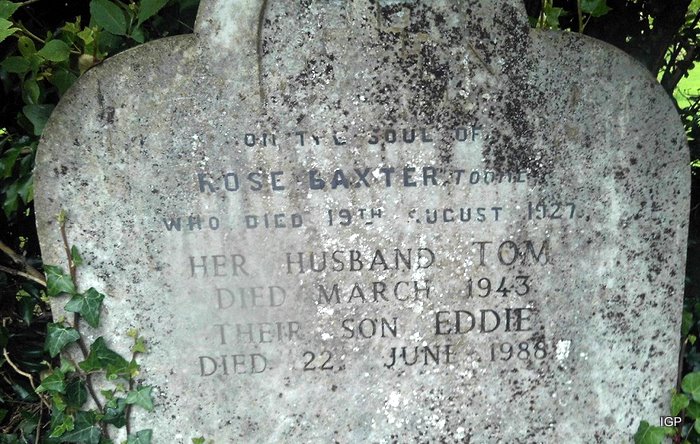 ON THE SOUL OF
ROSE BAXTER TOOME
WHO DIED 19TH AUGUST 1927
HER HUSBAND TOM
DIED MARCH 1943
THEIR SON EDDIE
DIED 22. JUNE 1988
IGP